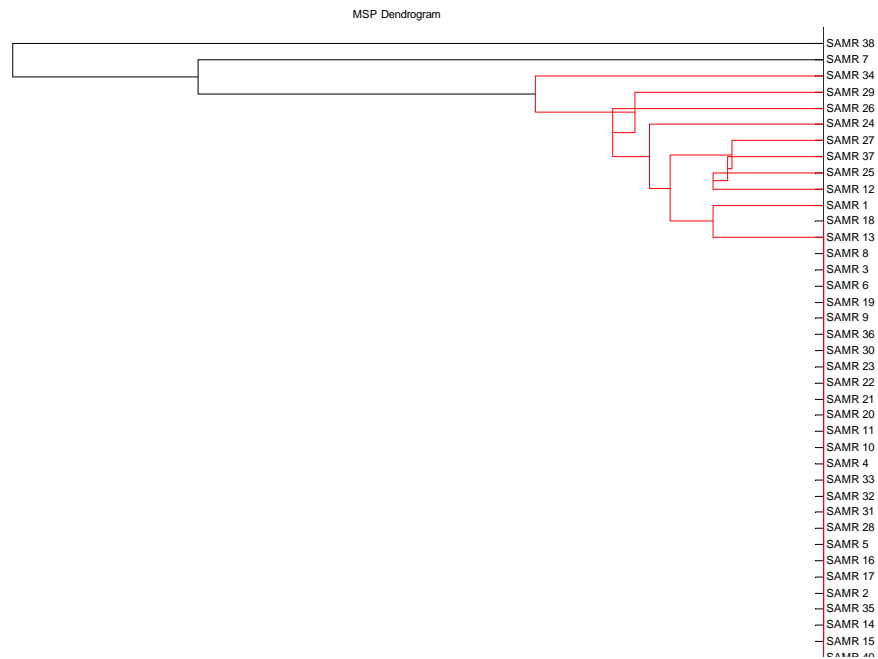 MSP Dendrogram
SAMR 38
SAMR 7
SAMR 34
SAMR 29
SAMR 26
SAMR 24
SAMR 27
SAMR 37
SAMR 25
SAMR 12
SAMR 1
SAMR 18
SAMR 13
SAMR 8
SAMR 3
SAMR 6
SAMR 19
SAMR 9
SAMR 36
SAMR 30
SAMR 23
SAMR 22
SAMR 21
SAMR 20
SAMR 11
SAMR 10
SAMR 4
SAMR 33
SAMR 32
SAMR 31
SAMR 28
SAMR 5
SAMR 16
SAMR 17
SAMR 2
SAMR 35
SAMR 14
SAMR 15
SAMR 40